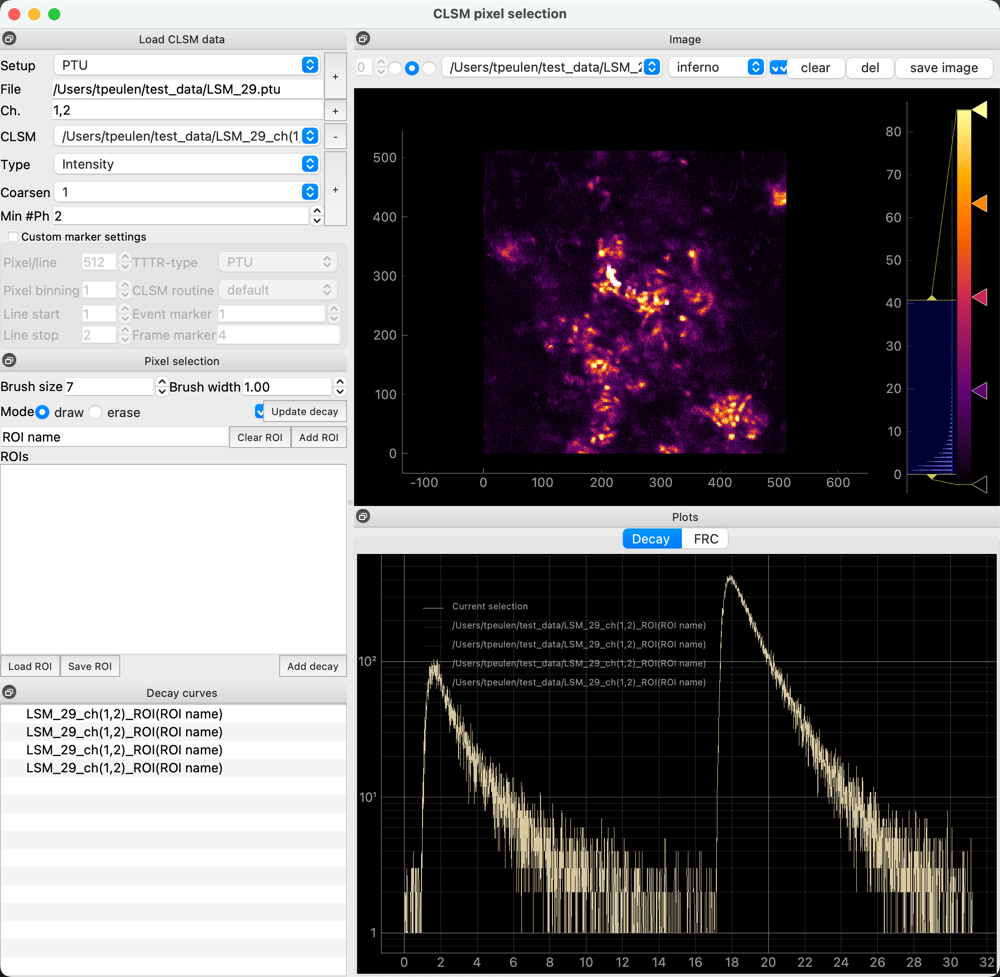 CLSM pixel selection
Load CLSM data
Setup PTU
File /Users/tpeulen/test_data/LSM_29.ptu
+
Ch. 1,2
+
CLSM /Users/tpeulen/test_data/LSM_29_ch(1,
-
Type Intensity
Coarsen 1
+
Min #Ph 2
Custom marker settings
Pixel/line 512 TTTR-type PTU
Pixel binning 1 CLSM routine default
Line start 1 Event marker 1
Line stop 2 Frame marker 4
Pixel selection
Brush size 7 Brush width 1.00
Mode draw erase Update decay
ROI name Clear ROI Add ROI
ROIs
Load ROI Save ROI Add decay
Decay curves
LSM_29_ch(1,2)_ROI(ROI name)
LSM_29_ch(1,2)_ROI(ROI name)
LSM_29_ch(1,2)_ROI(ROI name)
LSM_29_ch(1,2)_ROI(ROI name)
Image
0 /Users/tpeulen/test_data/LSM_2 inferno clear del save image
500
400
300
200
100
0
-100 0 100 200 300 400 500 600
80
70
60
50
40
30
20
10
0
Plots
Decay FRC
Current selection
/Users/tpeulen/test_data/LSM_29_ch(1,2)_ROI(ROI name)
/Users/tpeulen/test_data/LSM_29_ch(1,2)_ROI(ROI name)
/Users/tpeulen/test_data/LSM_29_ch(1,2)_ROI(ROI name)
/Users/tpeulen/test_data/LSM_29_ch(1,2)_ROI(ROI name)
10²
10¹
1
0 2 4 6 8 10 12 14 16 18 20 22 24 26 28 30 32